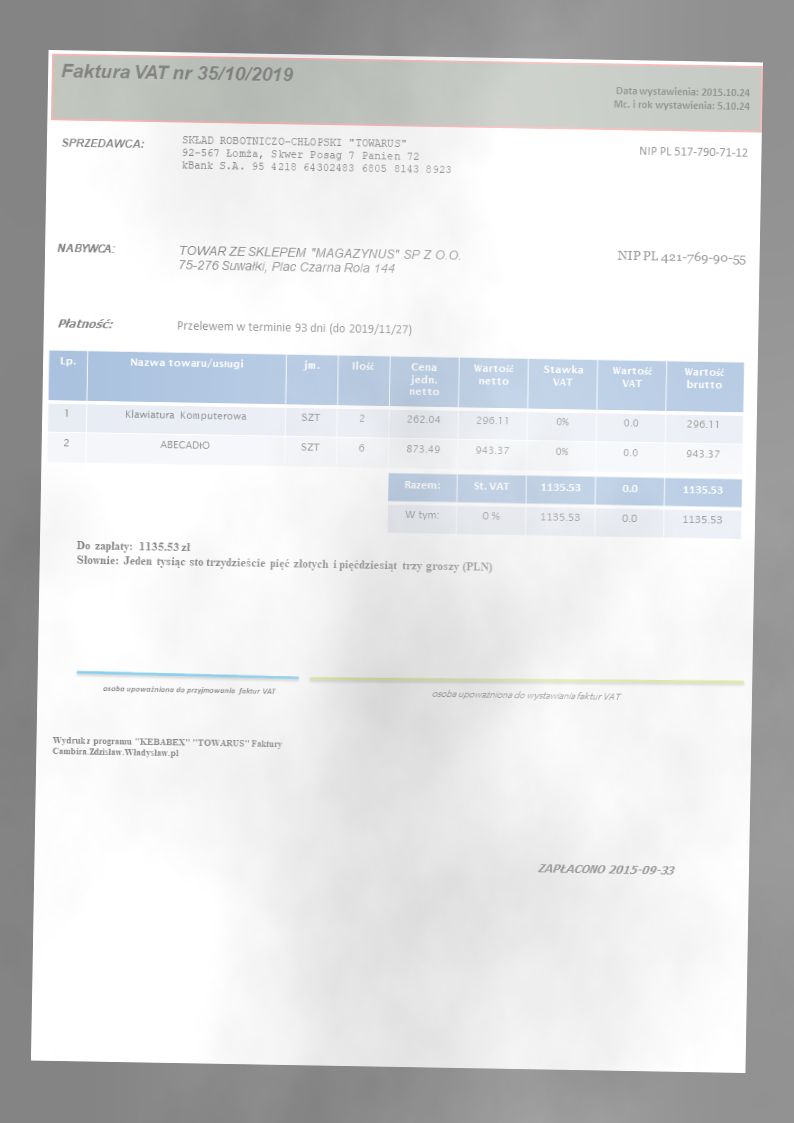 Faktura VAT nr 35/10/2019
Data wystawienia: 2015.10.24
Mc. i rok wystawienia: 5.10.24
SPRZEDAWCA:
SKŁAD ROBOTNICZO-CHŁOPSKI "TOWARUS"
92-567 Łomża, Skwer Posag 7 Panien 72
kBank S.A. 95 4218 64302483 6805 8143 8923
NIP PL 517-790-71-12
NABYWCA:
TOWAR ZE SKLEPEM "MAGAZYNUS" SP Z O.O.
75-276 Suwałki, Plac Czarna Rola 144
NIP PL 421-769-90-55
Płatność:
Przelewem w terminie 93 dni (do 2019/11/27)
Lp. Nazwa towaru/usługi jm. Ilość Cena jedn. netto Wartość netto Stawka VAT Wartość VAT Wartość brutto
1 Klawiatura Komputerowa SZT 2 262.04 296.11 0% 0.0 296.11
2 ABECADłO SZT 6 873.49 943.37 0% 0.0 943.37
Razem: St. VAT 1135.53 0.0 1135.53
W tym: 0 % 1135.53 0.0 1135.53
Do zapłaty: 1135.53 zł
Słownie: Jeden tysiąc sto trzydzieście pięć złotych i pięćdziesiąt trzy groszy (PLN)
osoba upoważniona do przyjmowania faktur VAT
osoba upoważniona do wystawiania faktur VAT
Wydruk z programu "KEBABEX" "TOWARUS" Faktury
Cambira.Zdzisław.Władysław.pl
ZAPŁACONO 2015-09-33